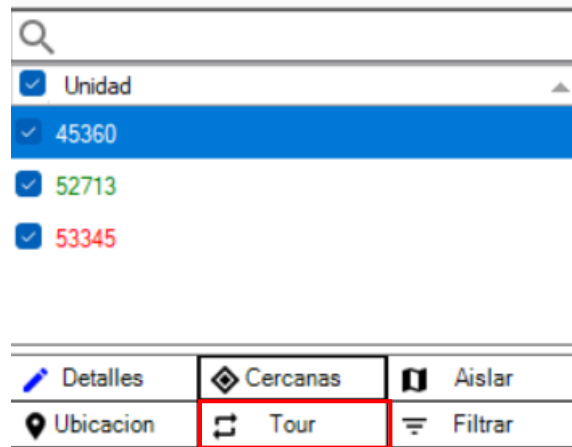 Unidad
45360
52713
53345
Detalles Cercanas Aislar
Ubicacion Tour Filtrar